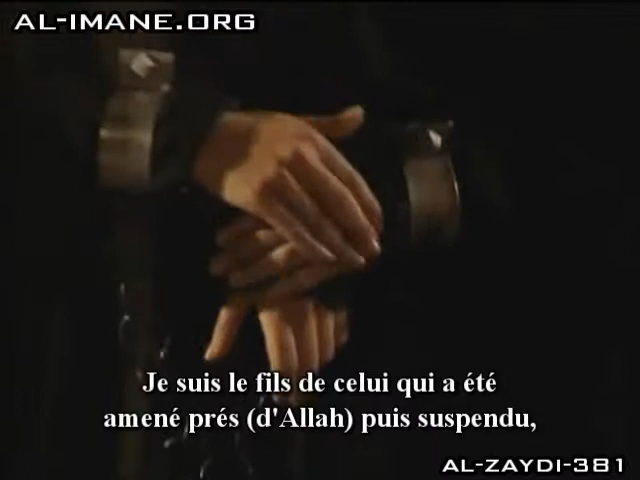 AL-IMANE.ORG
Je suis le fils de celui qui a été
amené prés (d'Allah) puis suspendu,
AL-ZAYDI-381